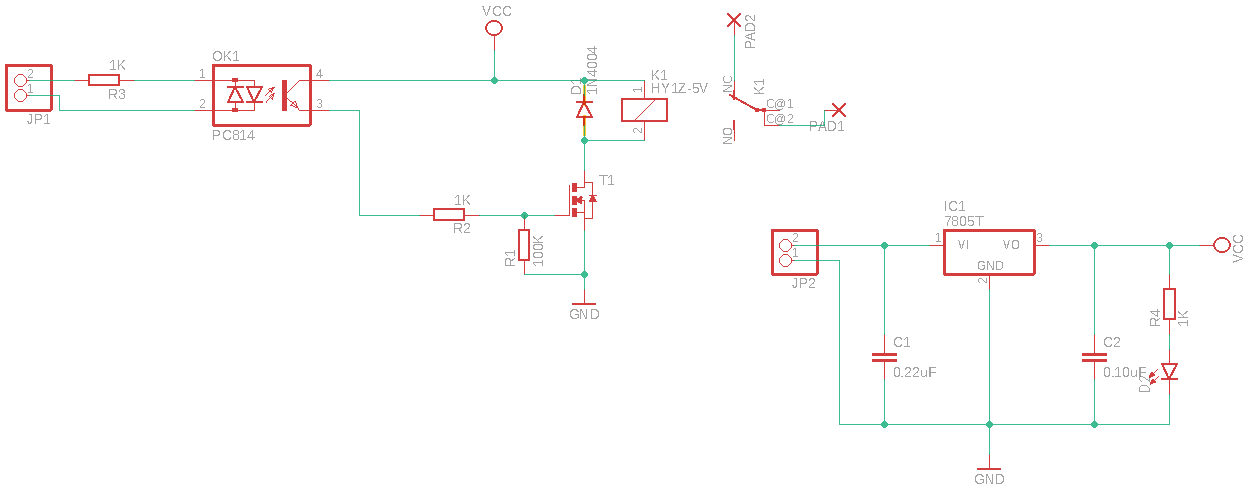 VCC
PAD2
OK1
1K
1
4
2
1
R3
2
3
JP1
PC814
D1
1N4004
K1
HY1Z-5V
1
2
NC
K1
C@1
C@2
NO
PAD1
T1
1K
R2
R1
100K
GND
IC1
7805T
2
1
JP2
1
VI
VO
3
GND
2
VCC
R4
1K
C1
0.22uF
C2
0.10uF
D2
GND